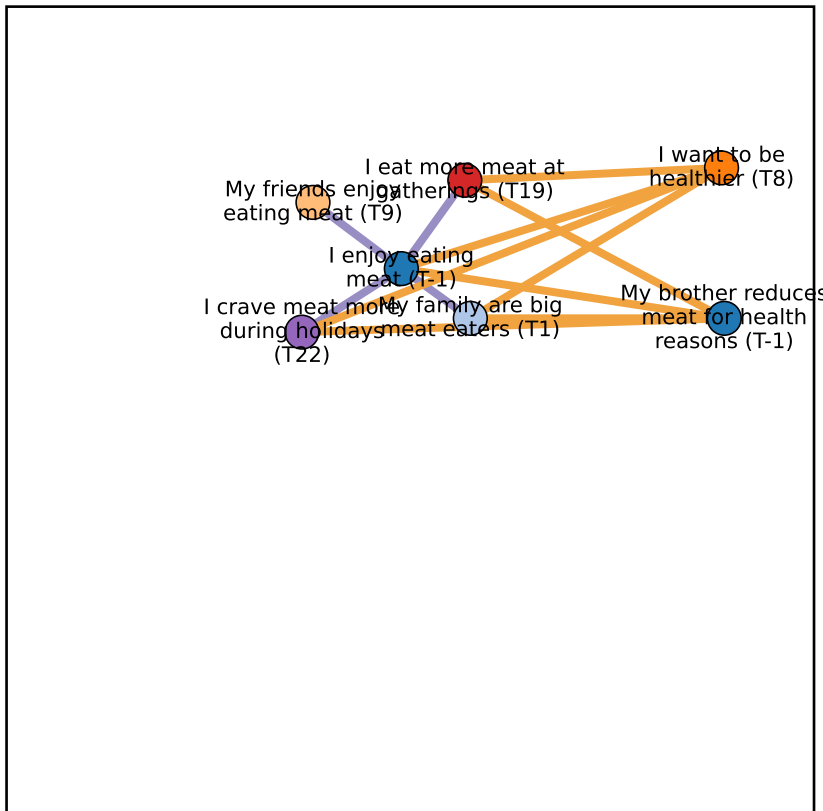 I want to be
healthier (T8)
I eat more meat at
gatherings (T19)
My friends enjoy
eating meat (T9)
I enjoy eating
meat (T-1)
My brother reduces
meat for health
reasons (T-1)
I crave meat more
during holidays
(T22)
My family are big
meat eaters (T1)